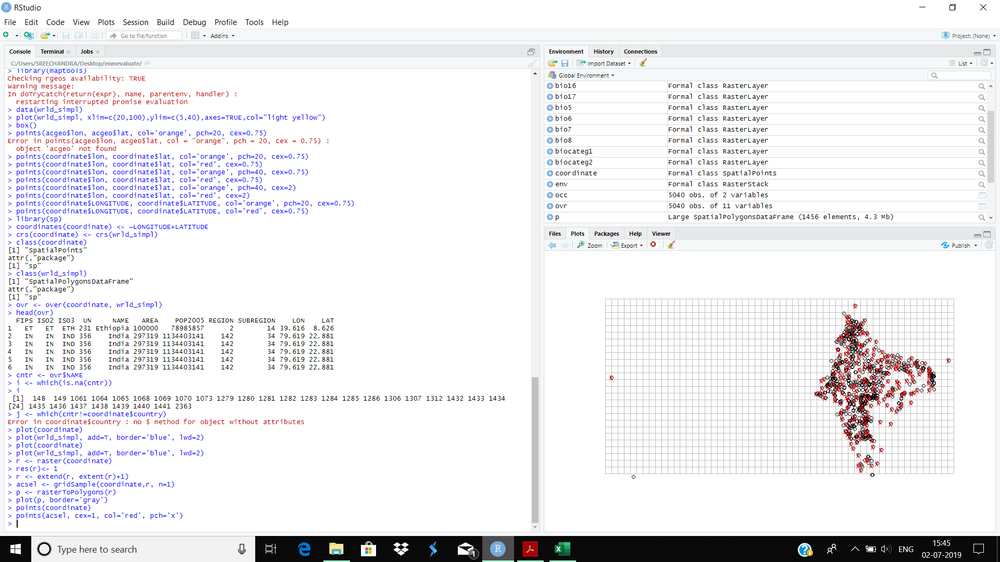 RStudio
File Edit Code View Plots Session Build Debug Profile Tools Help
Go to file/function Addins Project: (None)
Console Terminal Jobs
C:/Users/SREECHANDRA/Desktop/enmevaluate/
> library(maptools)
Checking rgeos availability: TRUE
Warning message:
In doTryCatch(return(expr), name, parentenv, handler) :
  restarting interrupted promise evaluation
> data(wrld_simpl)
> plot(wrld_simpl, xlim=c(20,100),ylim=c(5,40),axes=TRUE,col="light yellow")
> box()
> points(acgeo$lon, acgeo$lat, col='orange', pch=20, cex=0.75)
Error in points(acgeo$lon, acgeo$lat, col = "orange", pch = 20, cex = 0.75) :
  object 'acgeo' not found
> points(coordinate$lon, coordinate$lat, col='orange', pch=20, cex=0.75)
> points(coordinate$lon, coordinate$lat, col='red', cex=0.75)
> points(coordinate$lon, coordinate$lat, col='orange', pch=40, cex=0.75)
> points(coordinate$lon, coordinate$lat, col='red', cex=0.75)
> points(coordinate$lon, coordinate$lat, col='orange', pch=40, cex=2)
> points(coordinate$lon, coordinate$lat, col='red', cex=2)
> points(coordinate$LONGITUDE, coordinate$LATITUDE, col='orange', pch=20, cex=0.75)
> points(coordinate$LONGITUDE, coordinate$LATITUDE, col='red', cex=0.75)
> library(sp)
> coordinates(coordinate) <- ~LONGITUDE+LATITUDE
> crs(coordinate) <- crs(wrld_simpl)
> class(coordinate)
[1] "SpatialPoints"
attr(,"package")
[1] "sp"
> class(wrld_simpl)
[1] "SpatialPolygonsDataFrame"
attr(,"package")
[1] "sp"
> ovr <- over(coordinate, wrld_simpl)
> head(ovr)
  FIPS ISO2 ISO3  UN     NAME   AREA    POP2005 REGION SUBREGION    LON    LAT
1   ET   ET  ETH 231 Ethiopia 100000   78985857      2        14 39.616  8.626
2   IN   IN  IND 356    India 297319 1134403141    142        34 79.619 22.881
3   IN   IN  IND 356    India 297319 1134403141    142        34 79.619 22.881
4   IN   IN  IND 356    India 297319 1134403141    142        34 79.619 22.881
5   IN   IN  IND 356    India 297319 1134403141    142        34 79.619 22.881
6   IN   IN  IND 356    India 297319 1134403141    142        34 79.619 22.881
> cntr <- ovr$NAME
> i <- which(is.na(cntr))
> i
 [1]  148  149 1061 1064 1065 1068 1069 1070 1073 1279 1280 1281 1282 1283 1284 1285 1286 1306 1307 1312 1432 1433 1434
[24] 1435 1436 1437 1438 1439 1440 1441 2363
> j <- which(cntr!=coordinate$country)
Error in coordinate$country : no $ method for object without attributes
> plot(coordinate)
> plot(wrld_simpl, add=T, border='blue', lwd=2)
> plot(coordinate)
> plot(wrld_simpl, add=T, border='blue', lwd=2)
> r <- raster(coordinate)
> res(r)<- 1
> r <- extend(r, extent(r)+1)
> acsel <- gridSample(coordinate,r, n=1)
> p <- rasterToPolygons(r)
> plot(p, border='gray')
> points(coordinate)
> points(acsel, cex=1, col='red', pch='x')
>
Environment History Connections
Import Dataset List
Global Environment
bio16 Formal class RasterLayer
bio17 Formal class RasterLayer
bio5 Formal class RasterLayer
bio6 Formal class RasterLayer
bio7 Formal class RasterLayer
bio8 Formal class RasterLayer
biocateg1 Formal class RasterLayer
biocateg2 Formal class RasterLayer
coordinate Formal class SpatialPoints
env Formal class RasterStack
occ 5040 obs. of 2 variables
ovr 5040 obs. of 11 variables
p Large SpatialPolygonsDataFrame (1456 elements, 4.3 Mb)
Files Plots Packages Help Viewer
Zoom Export Publish
Type here to search
1
ENG
15:45
02-07-2019